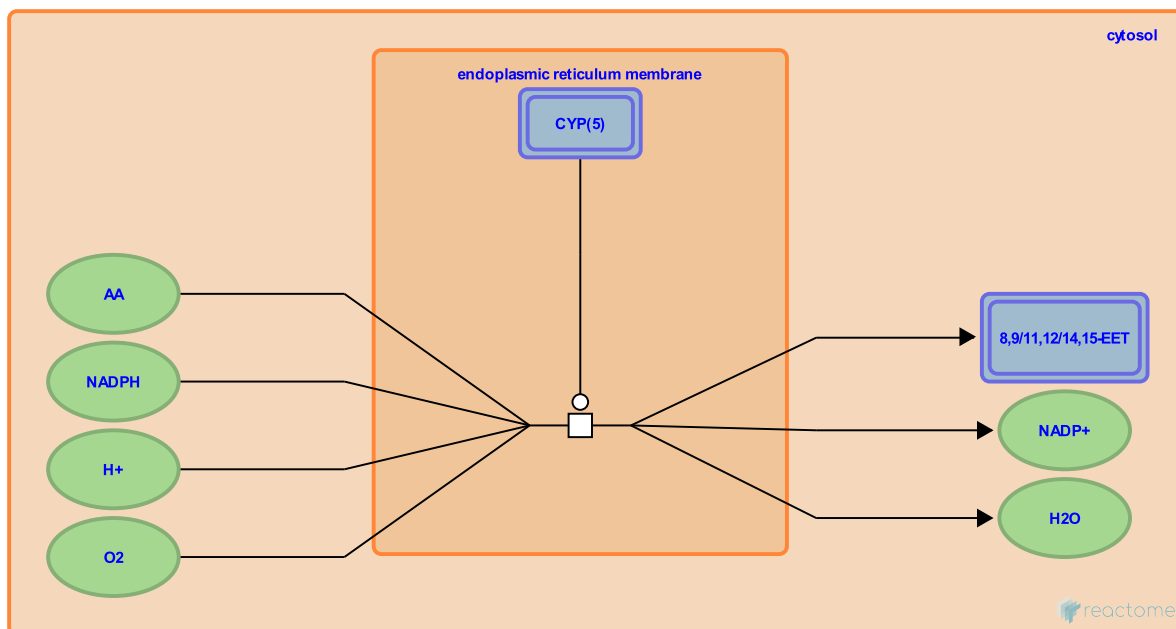 cytosol
endoplasmic reticulum membrane
CYP(5)
AA
NADPH
H+
O2
8,9/11,12/14,15-EET
NADP+
H2O
reactome